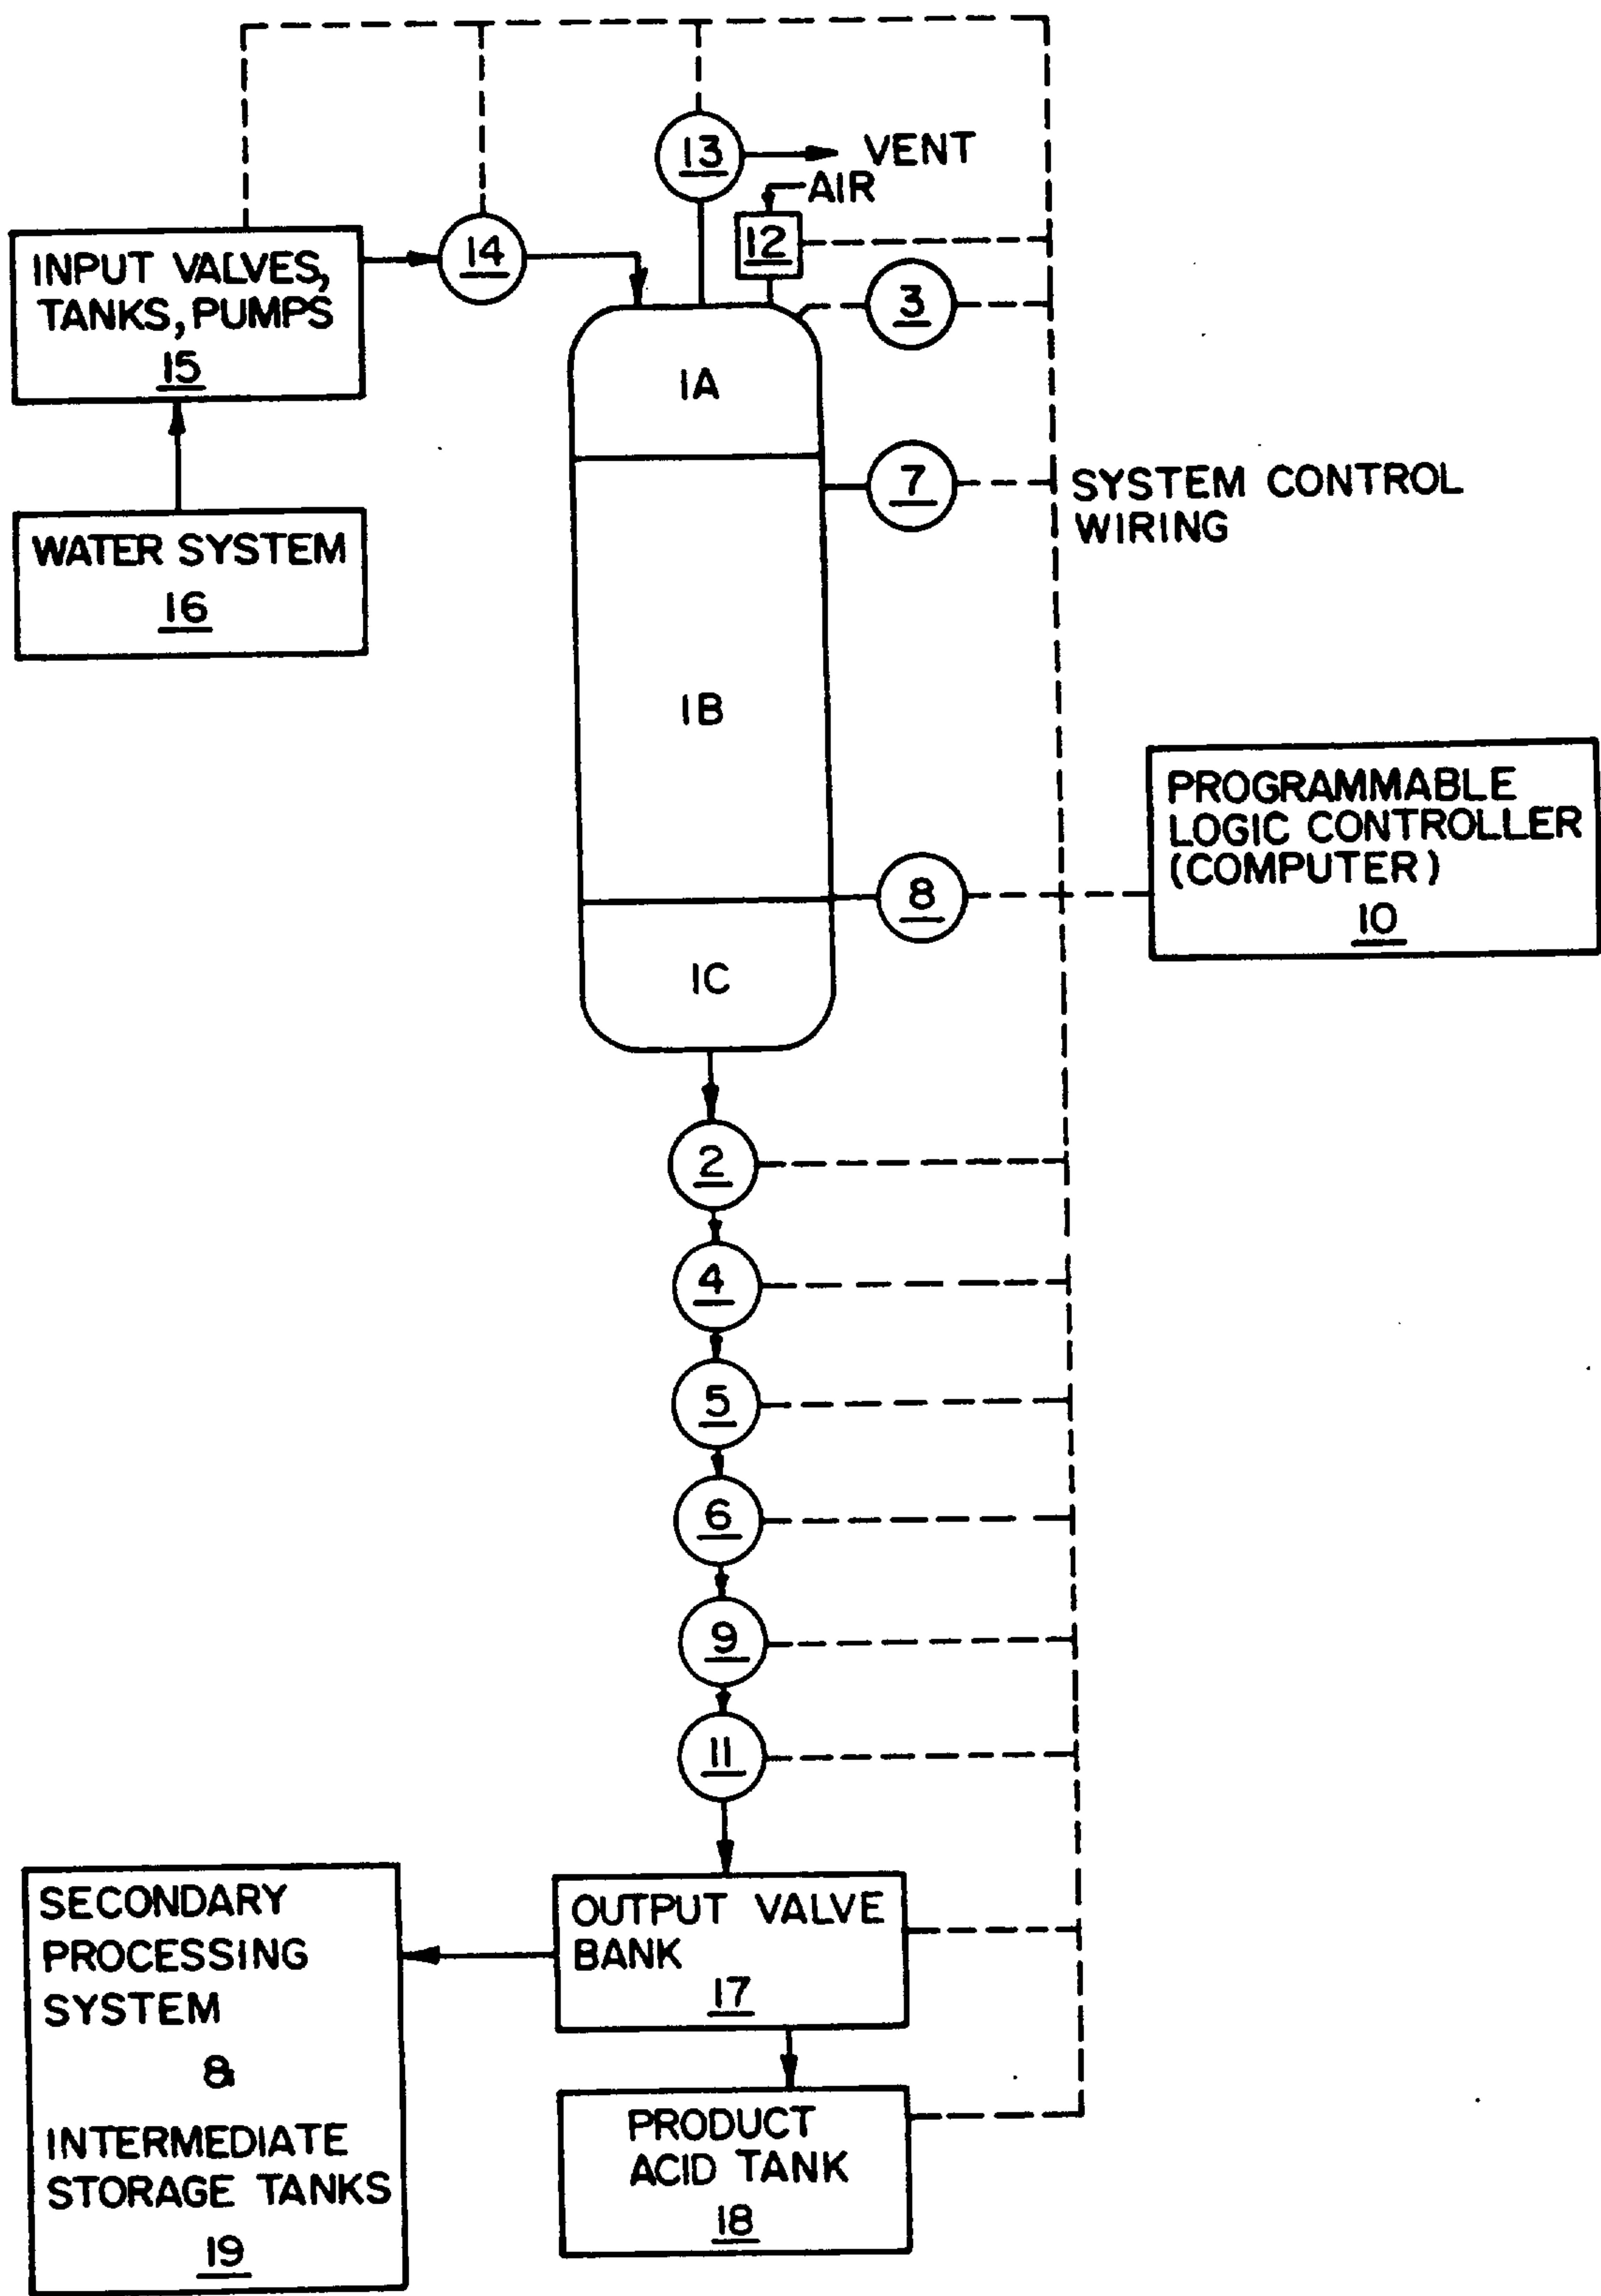 13
VENT
AIR
14
12
INPUT VALVES,
TANKS, PUMPS
15
3
1A
7
SYSTEM CONTROL
WIRING
WATER SYSTEM
16
1B
PROGRAMMABLE
LOGIC CONTROLLER
(COMPUTER)
10
8
1C
2
4
5
6
9
11
OUTPUT VALVE
BANK
17
SECONDARY
PROCESSING
SYSTEM
&
INTERMEDIATE
STORAGE TANKS
19
PRODUCT
ACID TANK
18